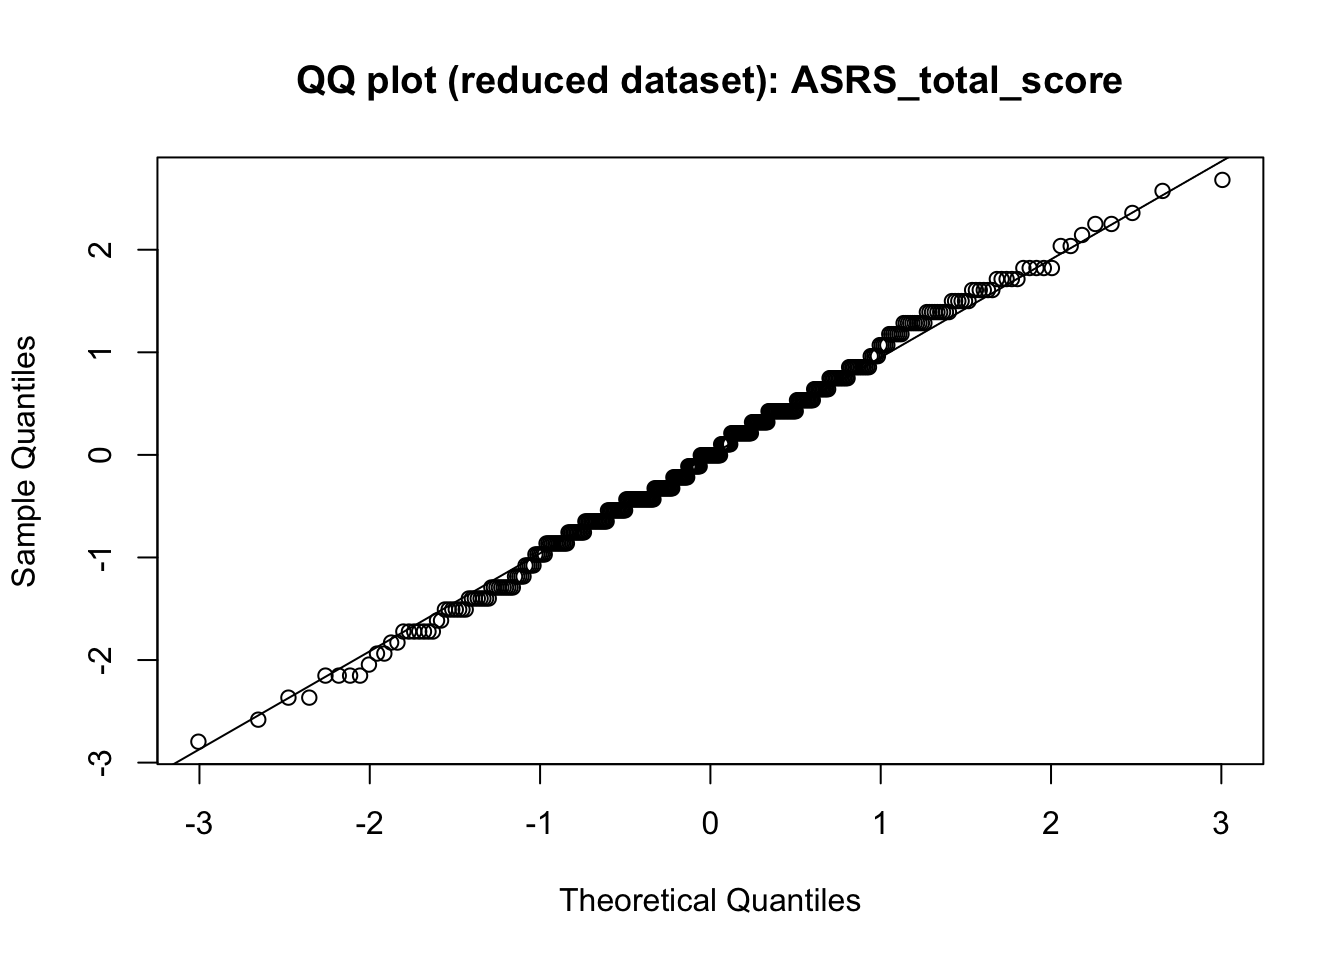 QQ plot (reduced dataset): ASRS_total_score
Sample Quantiles
2
1
0
-1
-2
-3
-3 -2 -1 0 1 2 3
Theoretical Quantiles